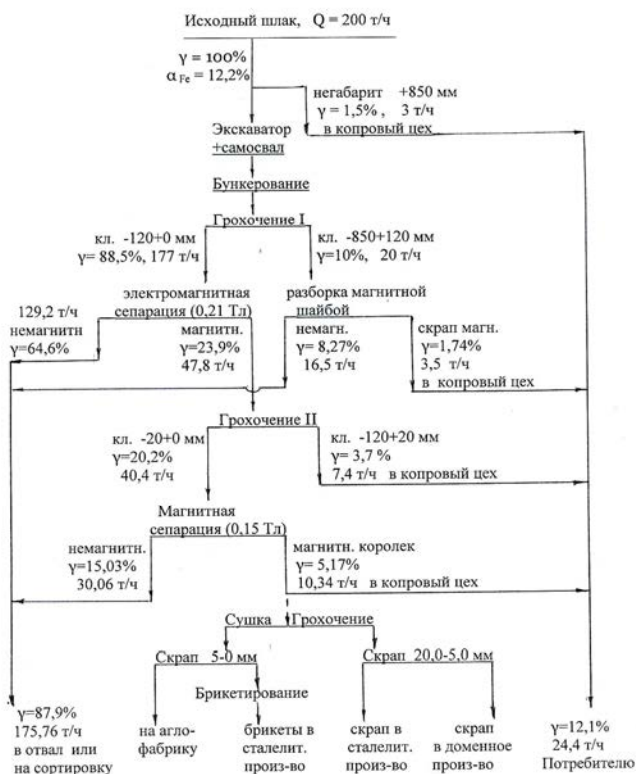 Исходный шлак, Q = 200 т/ч
γ = 100%
α Fe = 12,2%
негабарит +850 мм
γ = 1,5% , 3 т/ч
в копровый цех
Экскаватор
+самосвал
Бункерование
Грохочение I
кл. -120+0 мм
γ= 88,5%, 177 т/ч
кл. -850+120 мм
γ=10%, 20 т/ч
электромагнитная
сепарация (0,21 Тл)
разборка магнитной
шайбой
129,2 т/ч
немагнитн
γ=64,6%
магнитн.
γ=23,9%
47,8 т/ч
немагн.
γ= 8,27%
16,5 т/ч
скрап магн.
γ=1,74%
3,5 т/ч
в копровый цех
Грохочение II
кл. -20+0 мм
γ=20,2%
40,4 т/ч
кл. -120+20 мм
γ= 3,7 %
7,4 т/ч в копровый цех
Магнитная
сепарация (0,15 Тл)
немагнитн.
γ=15,03%
30,06 т/ч
магнитн. королек
γ= 5,17%
10,34 т/ч в копровый цех
Сушка Грохочение
Скрап 5-0 мм
Скрап 20,0-5,0 мм
Брикетирование
γ=87,9%
175,76 т/ч
в отвал или
на сортировку
на агло-
фабрику
брикеты в
сталелит.
произ-во
скрап в
сталелит.
произ-во
скрап
в доменное
произ-во
γ=12,1%
24,4 т/ч
Потребителю